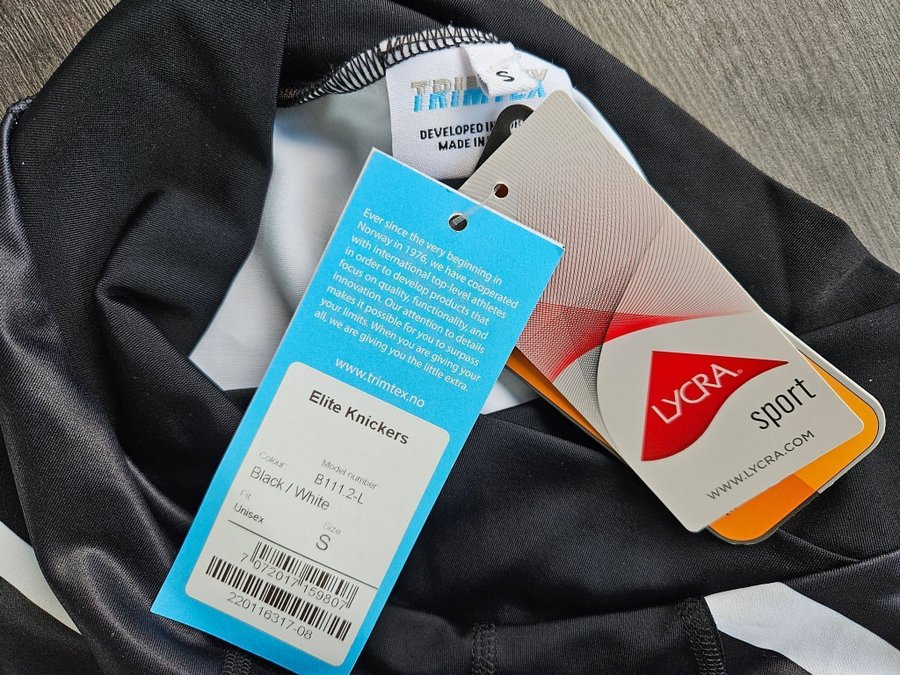 TRIMTEX
S
DEVELOPED IN
MADE IN
Ever since the very beginning in
Norway in 1976, we have cooperated
with international top-level athletes
in order to develop products that
focus on quality, functionality, and
innovation. Our attention to details
makes it possible for you to surpass
your limits. When you are giving your
all, we are giving you the little extra.
www.trimtex.no
Elite Knickers
Colour Model number
Black / White B111.2-L
Fit Size
Unisex S
7 072017 159807
220116317-08
LYCRA®
sport
WWW.LYCRA.COM